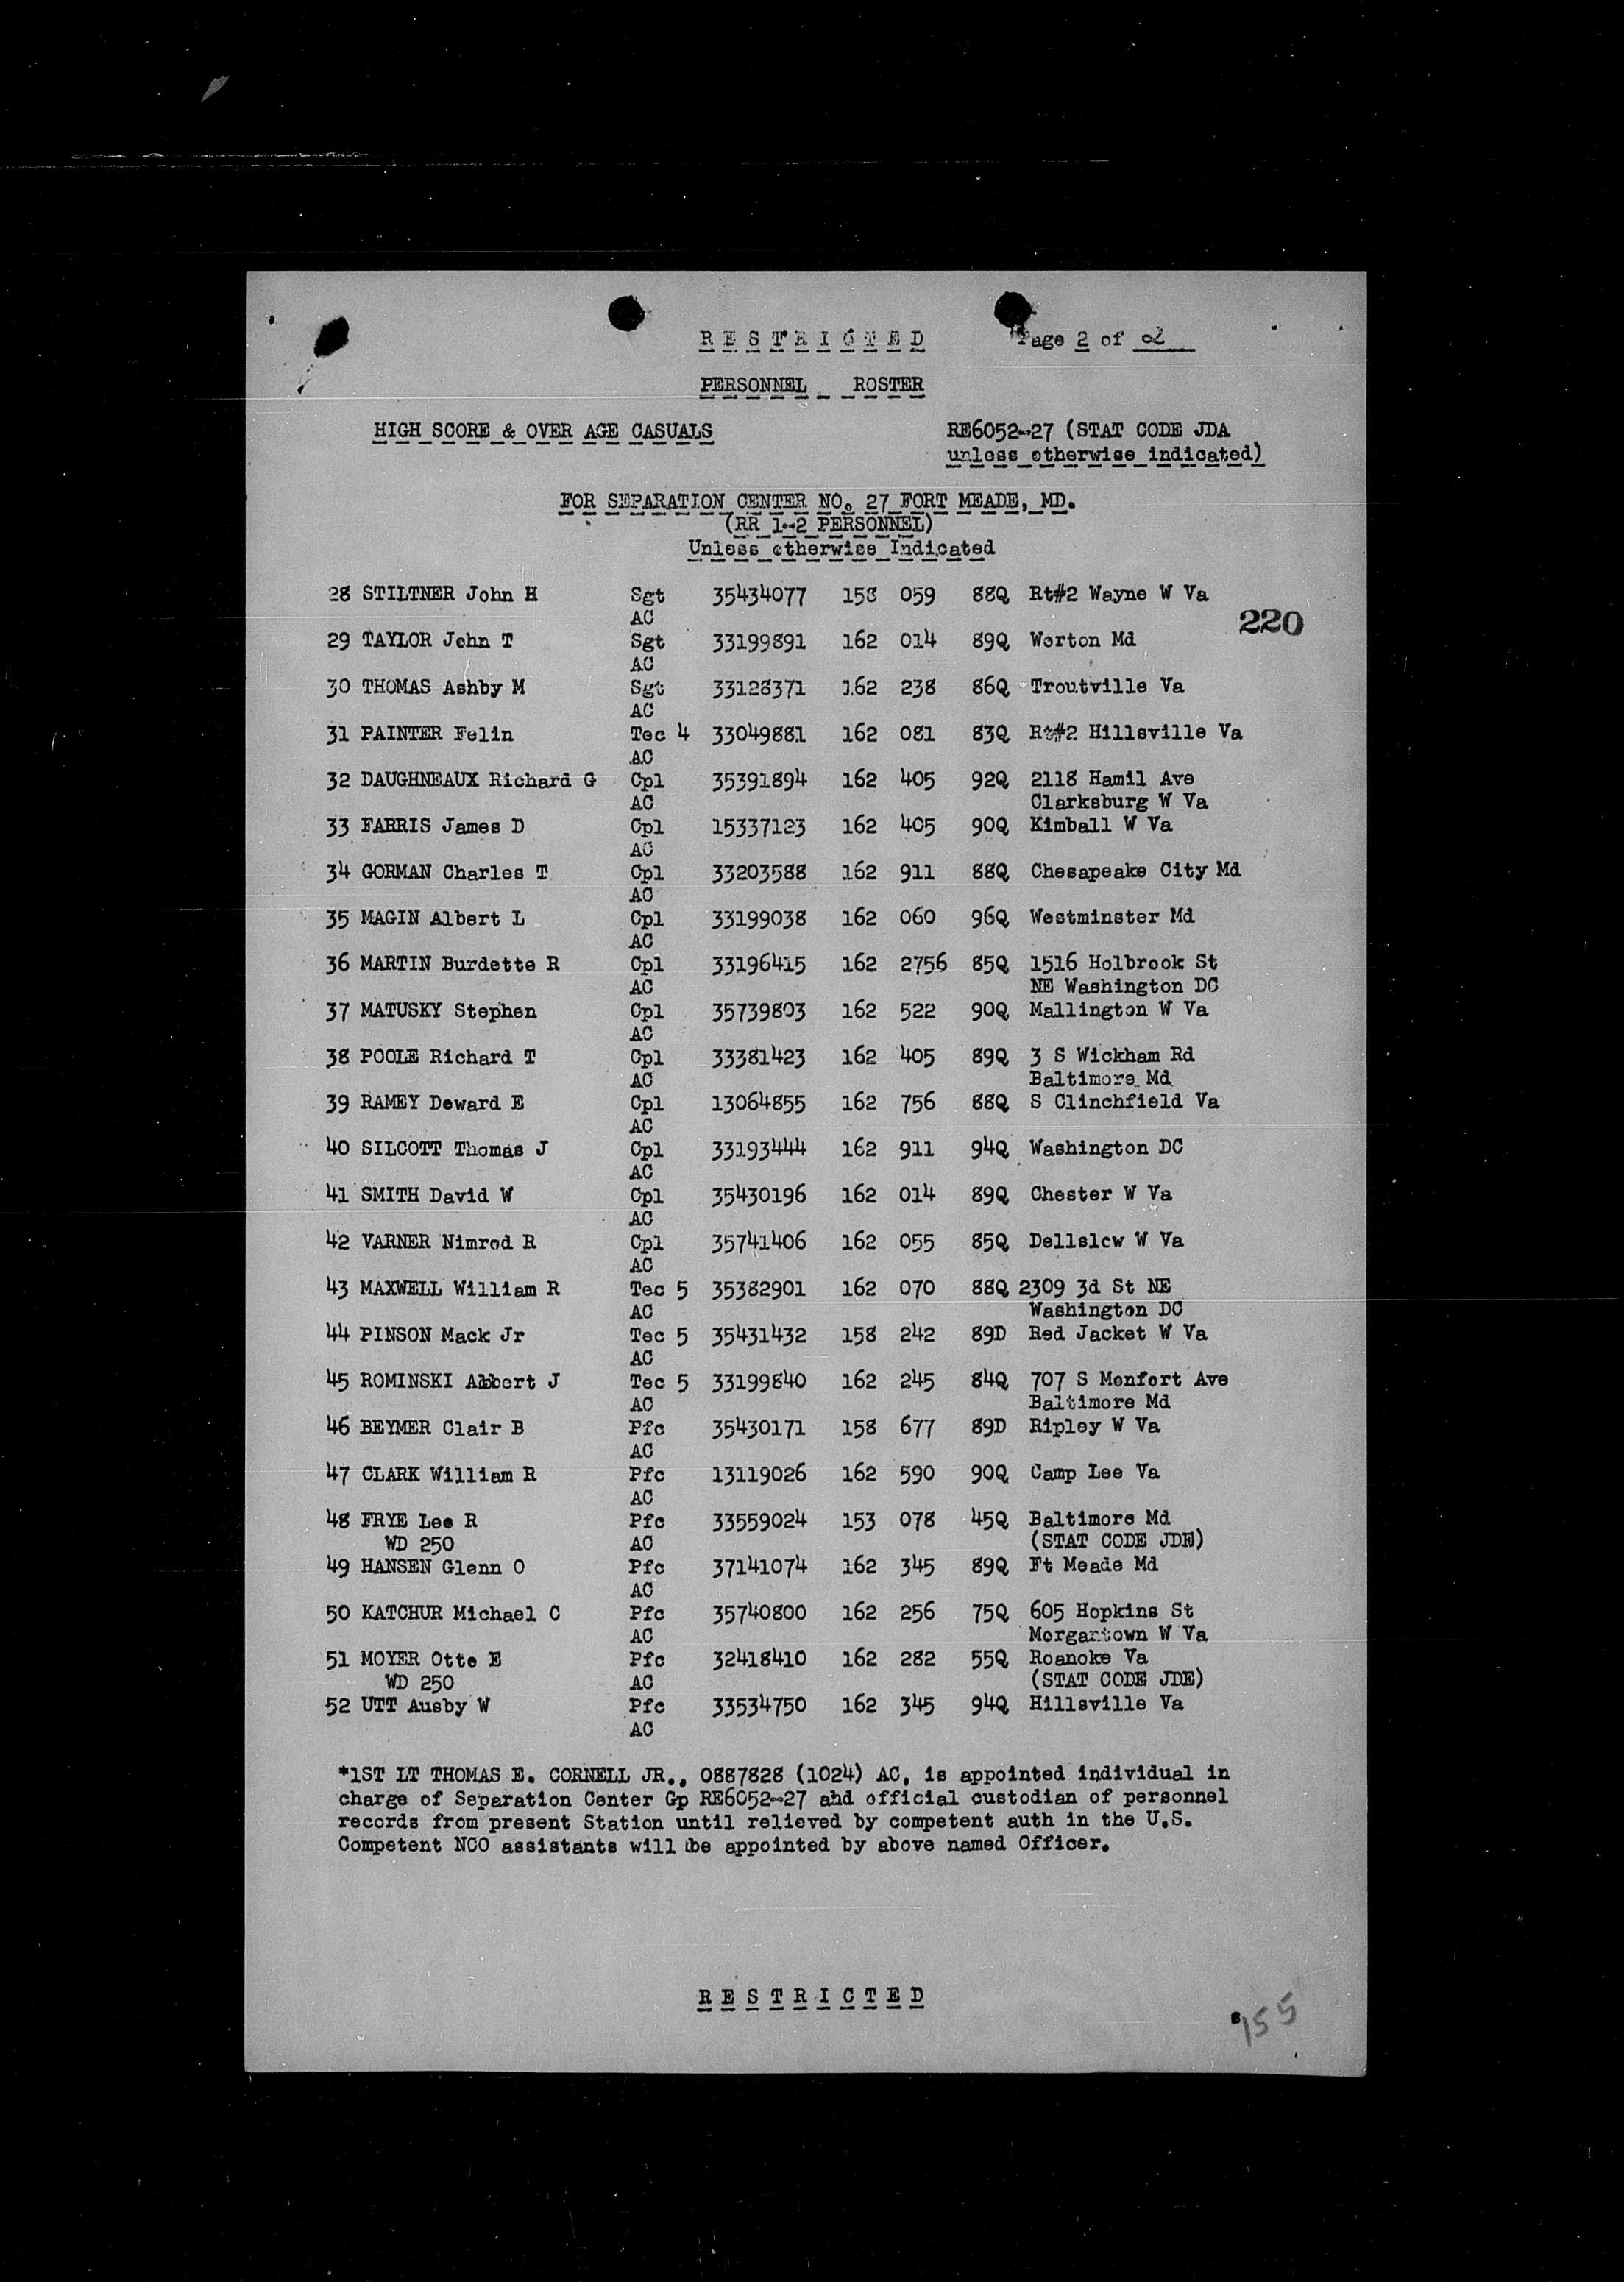 R E S T R I C T E D Page 2 of 2
PERSONNEL ROSTER
HIGH SCORE & OVER AGE CASUALS RE6052-27 (STAT CODE JDA
unless otherwise indicated)
FOR SEPARATION CENTER NO. 27 FORT MEADE, MD.
(RR 1-2 PERSONNEL)
Unless otherwise Indicated
28 STILTNER John H Sgt 35434077 158 059 88Q Rt#2 Wayne W Va
AC
220
29 TAYLOR John T Sgt 33199891 162 014 89Q Worton Md
AC
30 THOMAS Ashby M Sgt 33128371 162 238 86Q Troutville Va
AC
31 PAINTER Felin Tec 4 33049881 162 081 83Q Rt#2 Hillsville Va
AC
32 DAUGHNEAUX Richard G Cpl 35391894 162 405 92Q 2118 Hamil Ave
AC Clarksburg W Va
33 FARRIS James D Cpl 15337123 162 405 90Q Kimball W Va
AC
34 GORMAN Charles T Cpl 33203588 162 911 88Q Chesapeake City Md
AC
35 MAGIN Albert L Cpl 33199038 162 060 96Q Westminster Md
AC
36 MARTIN Burdette R Cpl 33196415 162 2756 85Q 1516 Holbrook St
AC NE Washington DC
37 MATUSKY Stephen Cpl 35739803 162 522 90Q Mallington W Va
AC
38 POOLE Richard T Cpl 33381423 162 405 89Q 3 S Wickham Rd
AC Baltimore Md
39 RAMEY Deward E Cpl 13064855 162 756 88Q S Clinchfield Va
AC
40 SILCOTT Thomas J Cpl 33193444 162 911 94Q Washington DC
AC
41 SMITH David W Cpl 35430196 162 014 89Q Chester W Va
AC
42 VARNER Nimrod R Cpl 35741406 162 055 85Q Dellslow W Va
AC
43 MAXWELL William R Tec 5 35382901 162 070 88Q 2309 3d St NE
AC Washington DC
44 PINSON Mack Jr Tec 5 35431432 158 242 89D Red Jacket W Va
AC
45 ROMINSKI Albert J Tec 5 33199840 162 245 84Q 707 S Monfort Ave
AC Baltimore Md
46 BEYMER Clair B Pfc 35430171 158 677 89D Ripley W Va
AC
47 CLARK William R Pfc 13119026 162 590 90Q Camp Lee Va
AC
48 FRYE Lee R Pfc 33559024 153 078 45Q Baltimore Md
WD 250 AC (STAT CODE JDE)
49 HANSEN Glenn O Pfc 37141074 162 345 89Q Ft Meade Md
AC
50 KATCHUR Michael C Pfc 35740800 162 256 75Q 605 Hopkins St
AC Morgantown W Va
51 MOYER Otto E Pfc 32418410 162 282 55Q Roanoke Va
WD 250 AC (STAT CODE JDE)
52 UTT Ausby W Pfc 33534750 162 345 94Q Hillsville Va
AC
*1ST LT THOMAS E. CORNELL JR., 0887828 (1024) AC, is appointed individual in
charge of Separation Center Gp RE6052-27 and official custodian of personnel
records from present Station until relieved by competent auth in the U.S.
Competent NCO assistants will be appointed by above named Officer.
R E S T R I C T E D
155